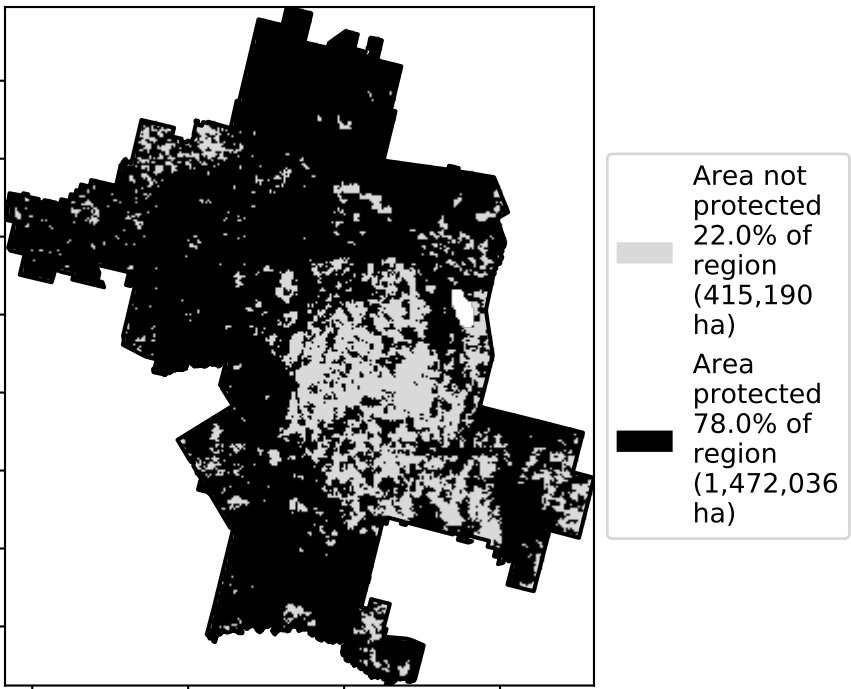 Area not
protected
22.0% of
region
(415,190
ha)
Area
protected
78.0% of
region
(1,472,036
ha)